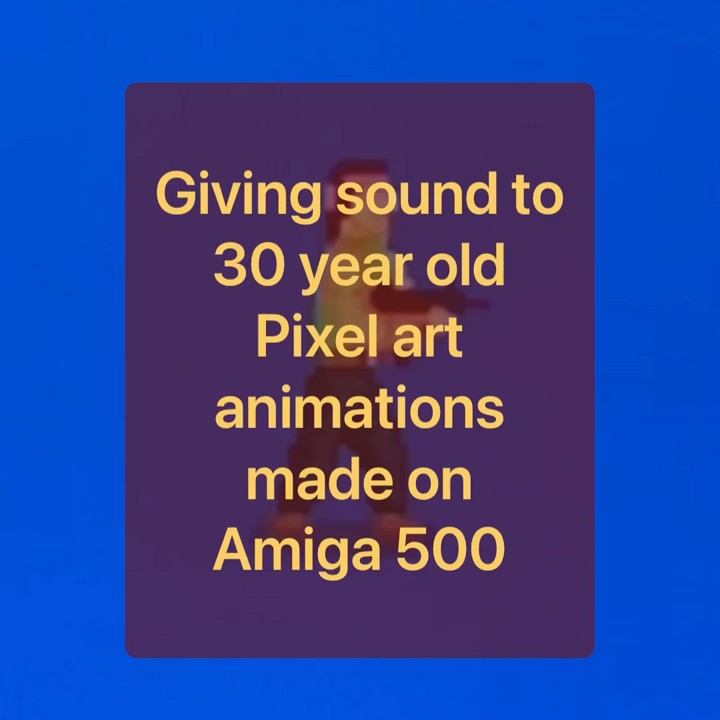 Giving sound to
30 year old
Pixel art
animations
made on
Amiga 500